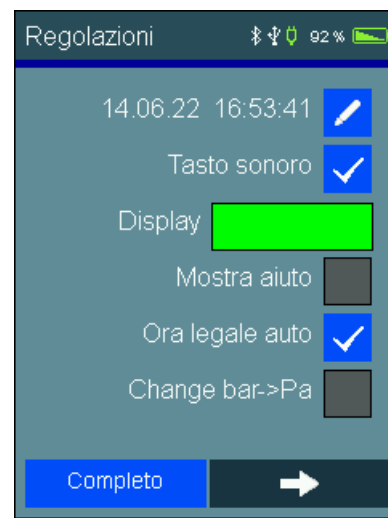 Regolazioni 92 %
14.06.22 16:53:41
Tasto sonoro
Display
Mostra aiuto
Ora legale auto
Change bar->Pa
Completo